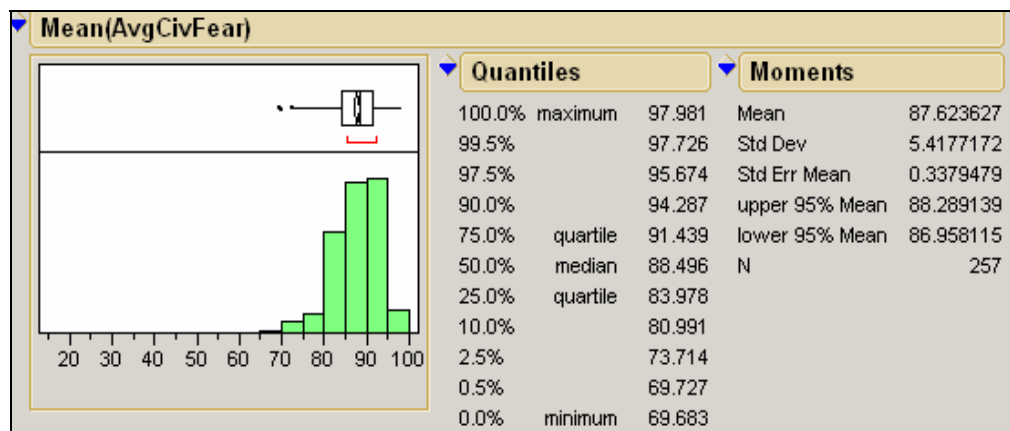 Mean(AvgCivFear)
20 30 40 50 60 70 80 90 100
Quantiles
100.0% maximum 97.981
99.5% 97.726
97.5% 95.674
90.0% 94.287
75.0% quartile 91.439
50.0% median 88.496
25.0% quartile 83.978
10.0% 80.991
2.5% 73.714
0.5% 69.727
0.0% minimum 69.683
Moments
Mean 87.623627
Std Dev 5.4177172
Std Err Mean 0.3379479
upper 95% Mean 88.289139
lower 95% Mean 86.958115
N 257